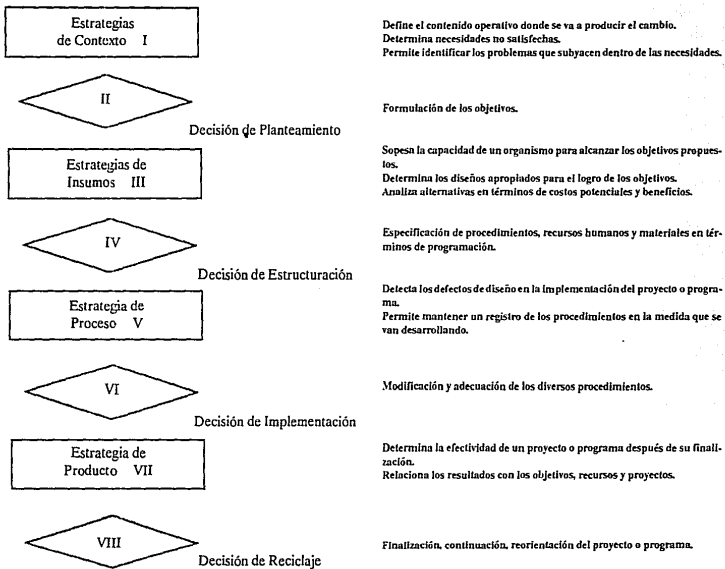 Estrategias
de Contexto I
Define el contenido operativo donde se va a producir el cambio.
Determina necesidades no satisfechas.
Permite identificar los problemas que subyacen dentro de las necesidades.
II
Decisión de Planteamiento
Formulación de los objetivos.
Estrategias de
Insumos III
Sopesa la capacidad de un organismo para alcanzar los objetivos propues-
tos.
Determina los diseños apropiados para el logro de los objetivos.
Analiza alternativas en términos de costos potenciales y beneficios.
IV
Decisión de Estructuración
Especificación de procedimientos, recursos humanos y materiales en tér-
minos de programación.
Estrategia de
Proceso V
Detecta los defectos de diseño en la implementación del proyecto o progra-
ma.
Permite mantener un registro de los procedimientos en la medida que se
van desarrollando.
VI
Decisión de Implementación
Modificación y adecuación de los diversos procedimientos.
Estrategia de
Producto VII
Determina la efectividad de un proyecto o programa después de su finali-
zación.
Relaciona los resultados con los objetivos, recursos y proyectos.
VIII
Decisión de Reciclaje
Finalización, continuación, reorientación del proyecto o programa.